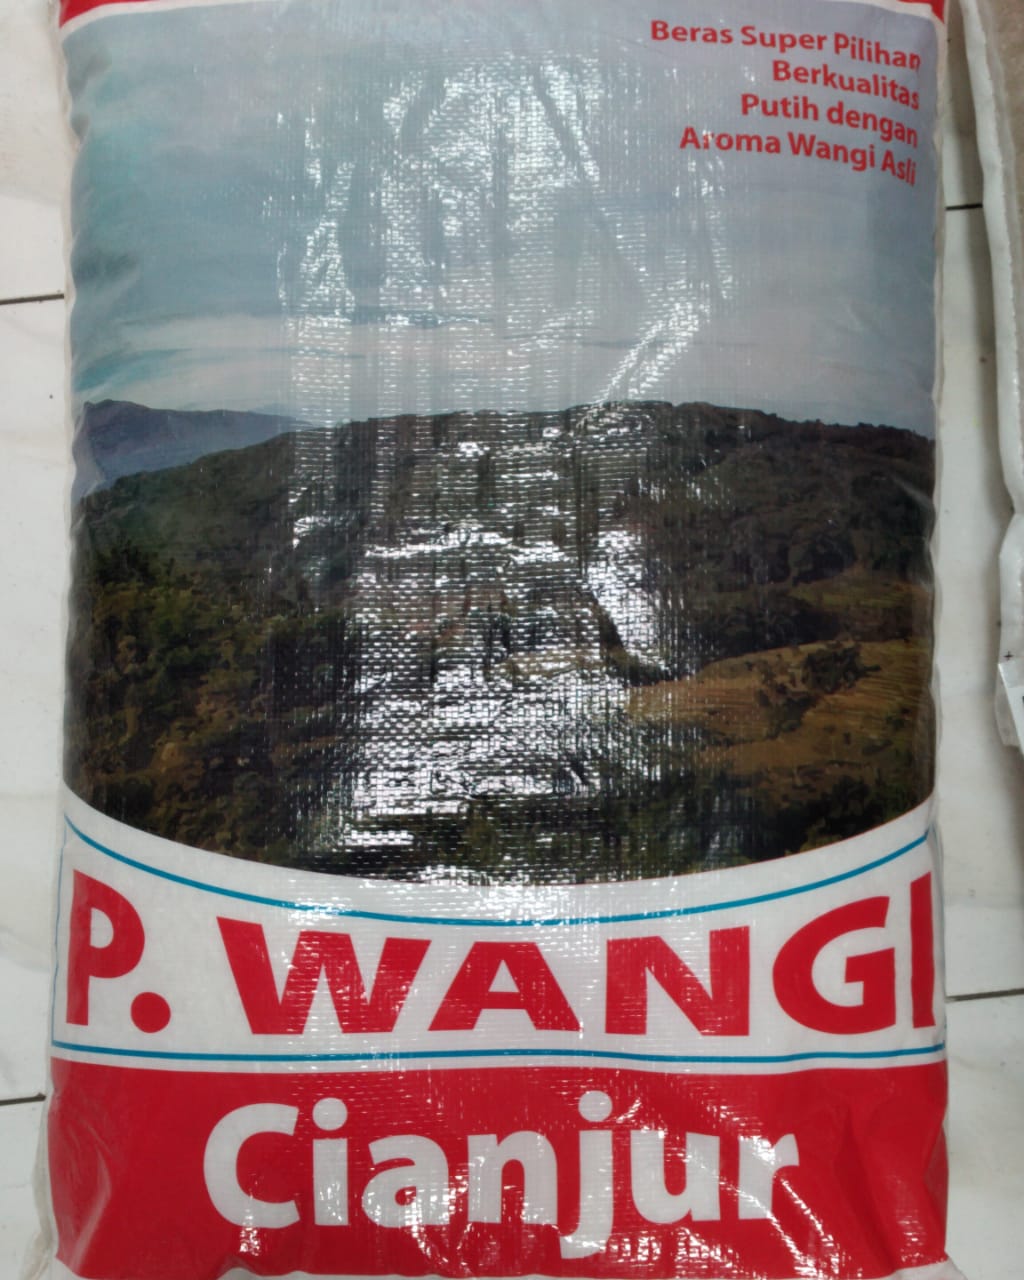 Beras Super Pilihan
Berkualitas
Putih dengan
Aroma Wangi Asli
P. WANGI
Cianjur